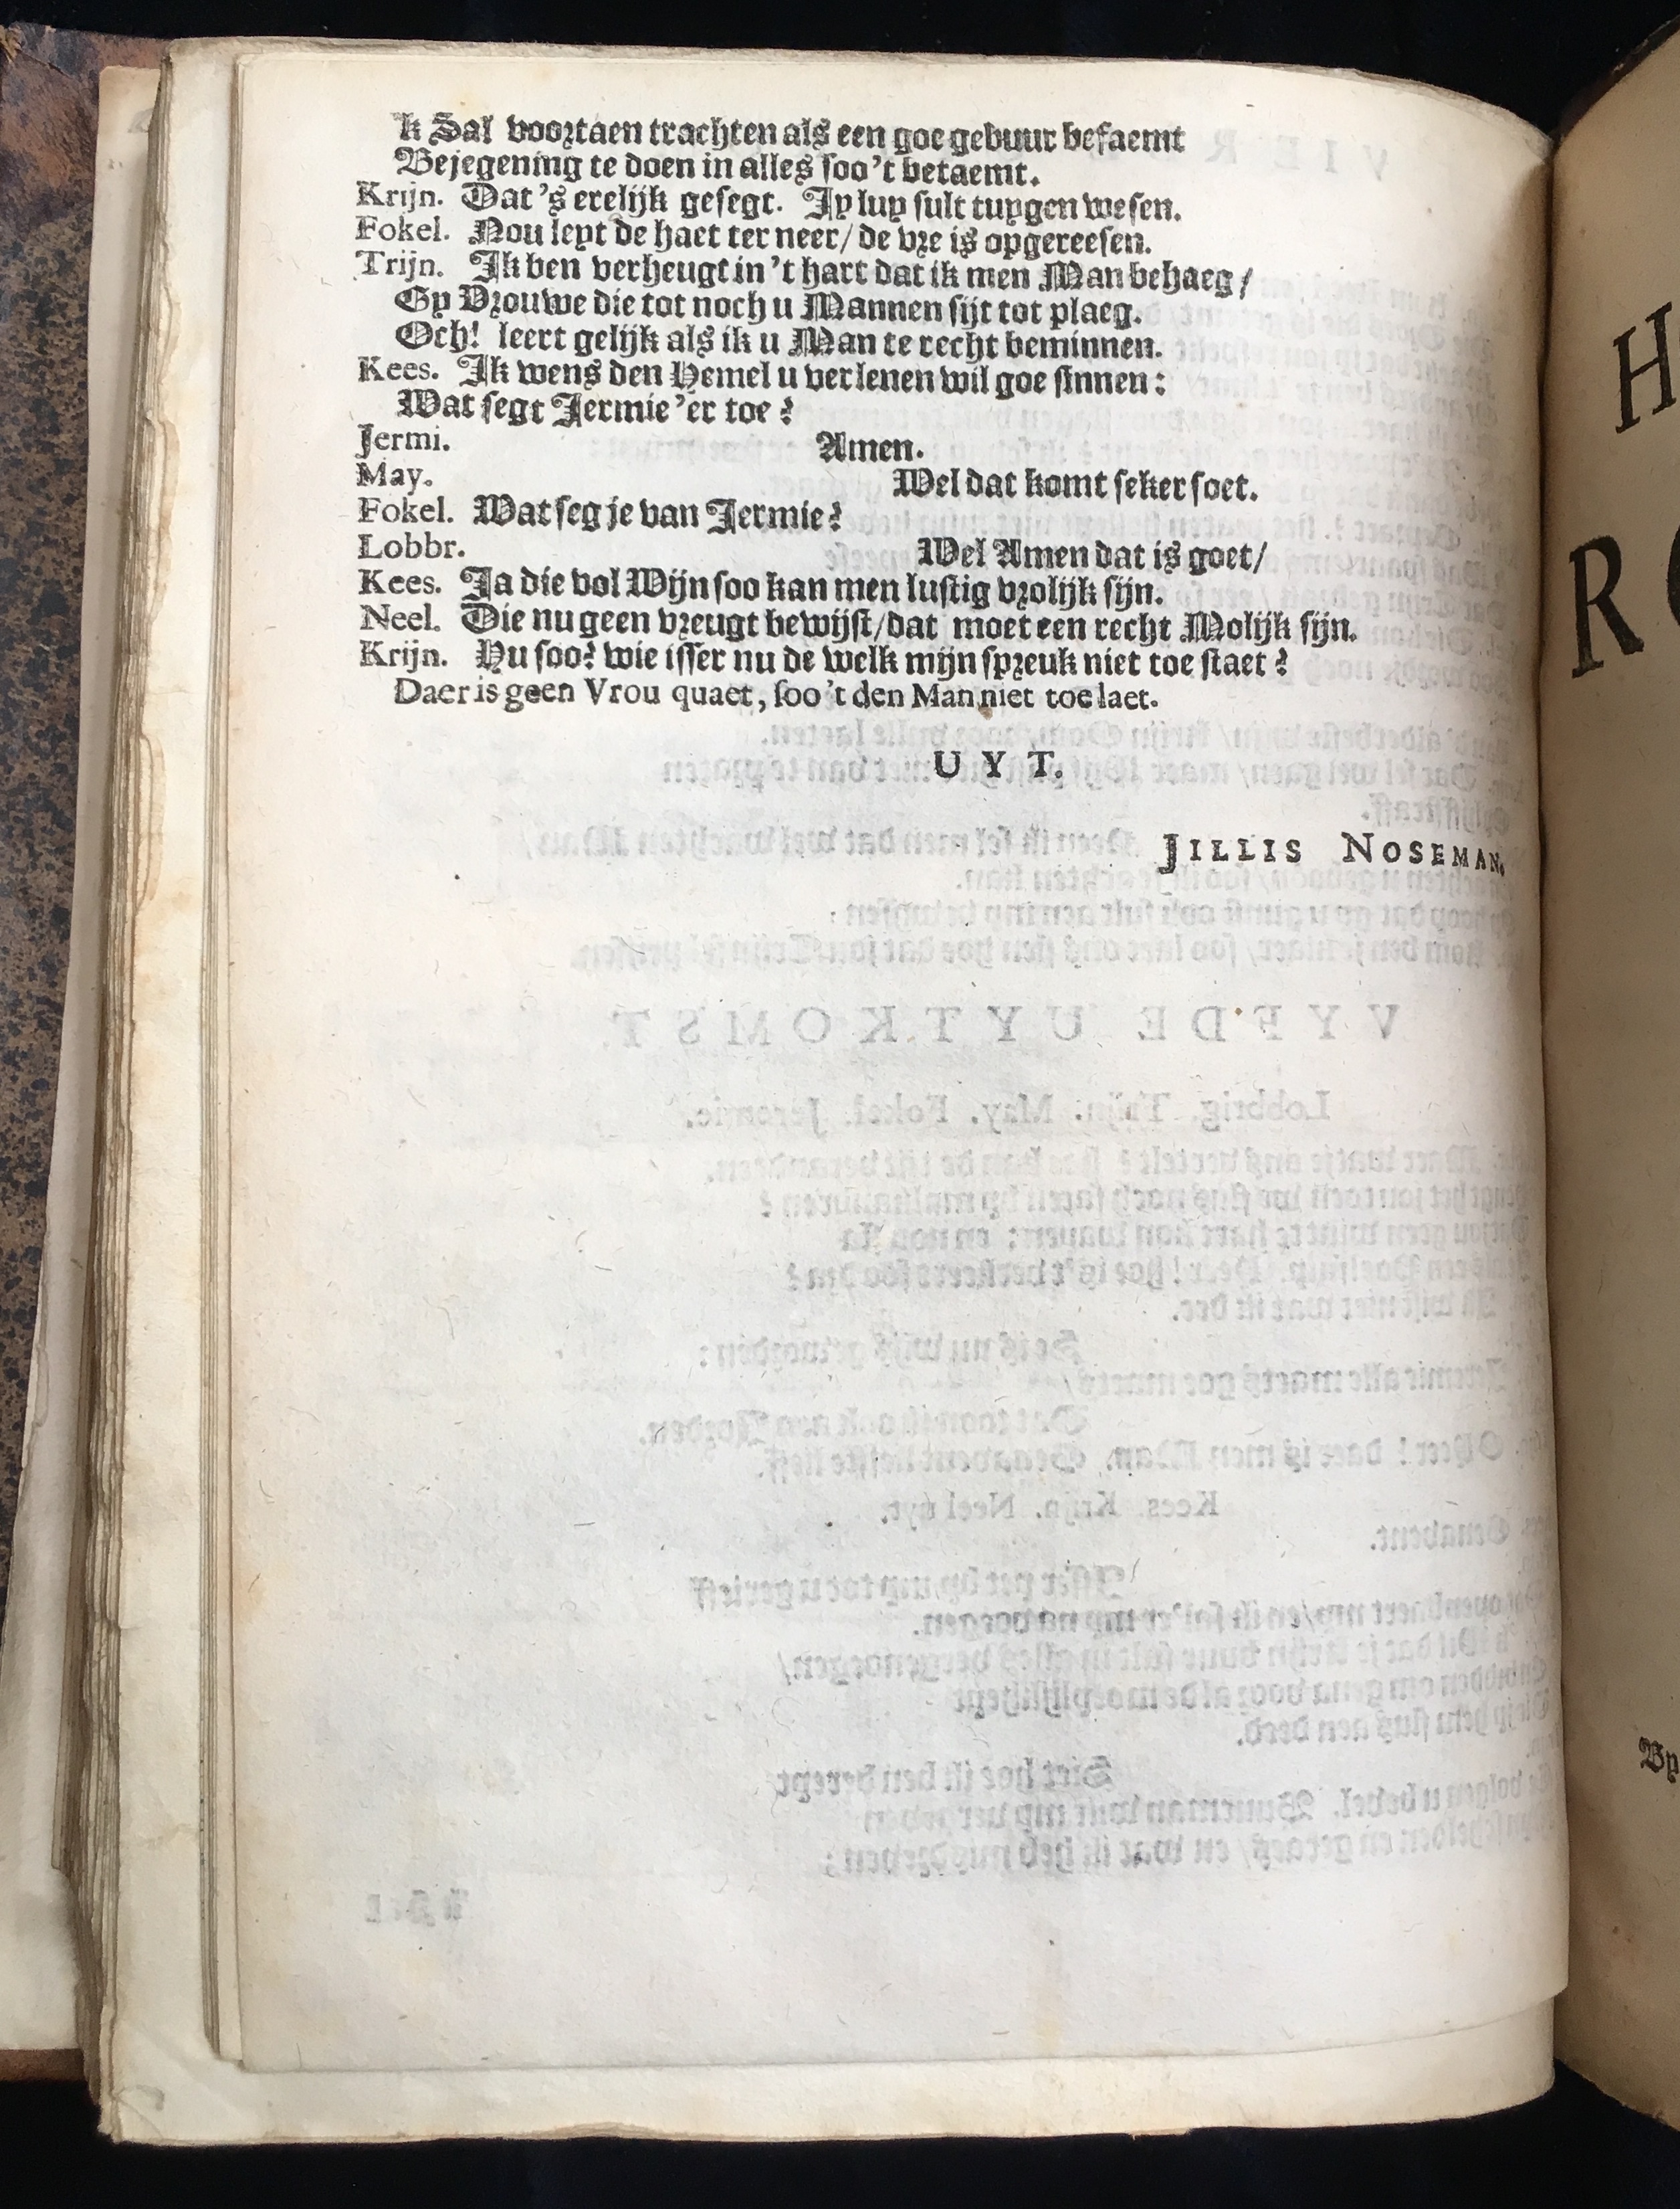 'k Sal voortaen trachten als een goe gebuur befaemt
Bejegening te doen in alles soo 't betaemt.
Krijn. Dat 's erelijk gesegt. Jy luy sult tuygen wesen.
Fokel. Nou leyt de haet ter neer/ de vre is opgereesen.
Trijn. Ik ben verheugt in 't hart dat ik men Man behaeg/
Gy Vrouwe die tot noch u Mannen sijt tot plaeg.
Och! leert gelijk als ik u Man te recht beminnen.
Kees. Ik wens den Hemel u verlenen wil goe sinnen:
Wat segt Jermie 'er toe?
Jermi. Amen.
May. Wel dat komt seker soet.
Fokel. Wat seg je van Jermie?
Lobbr. Wel Amen dat is goet/
Kees. Ja die vol Wijn soo kan men lustig vrolijk sijn.
Neel. Die nu geen vreugt bewijst/dat moet een recht Molijk sijn.
Krijn. Hu soo? wie isser nu de welk mijn spreuk niet toe staet?
Daer is geen Vrou quaet, soo 't den Man niet toe laet.
UYT.
JILLIS NOSEMAN.
H
R
By